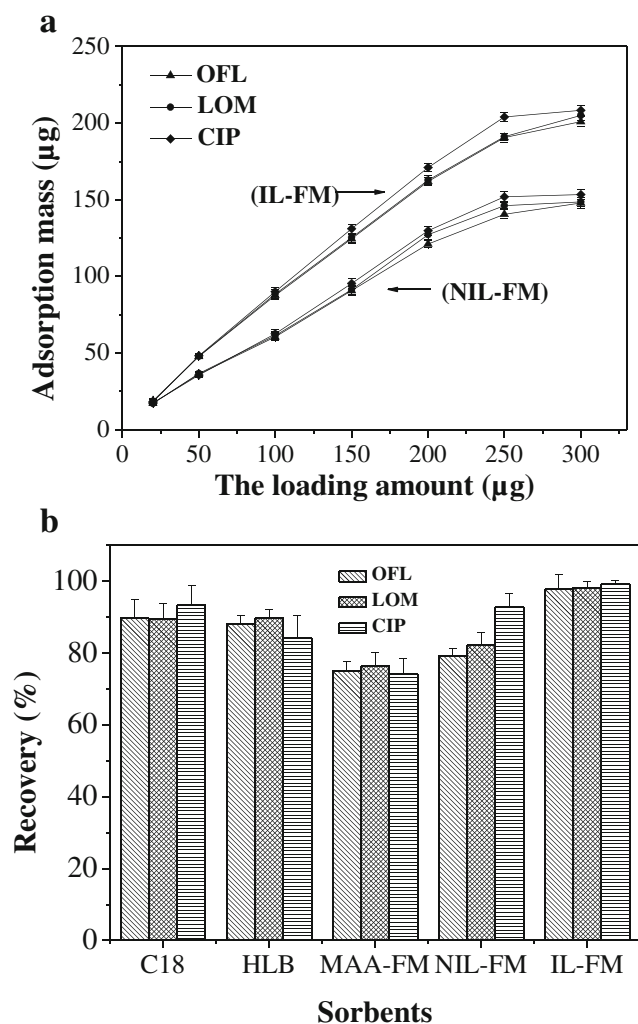 a
250
200
150
100
50
0
Adsorption mass (µg)
OFL
LOM
CIP
(IL-FM)
(NIL-FM)
0 50 100 150 200 250 300
The loading amount (µg)
b
100
80
60
40
20
0
Recovery (%)
OFL
LOM
CIP
C18 HLB MAA-FM NIL-FM IL-FM
Sorbents